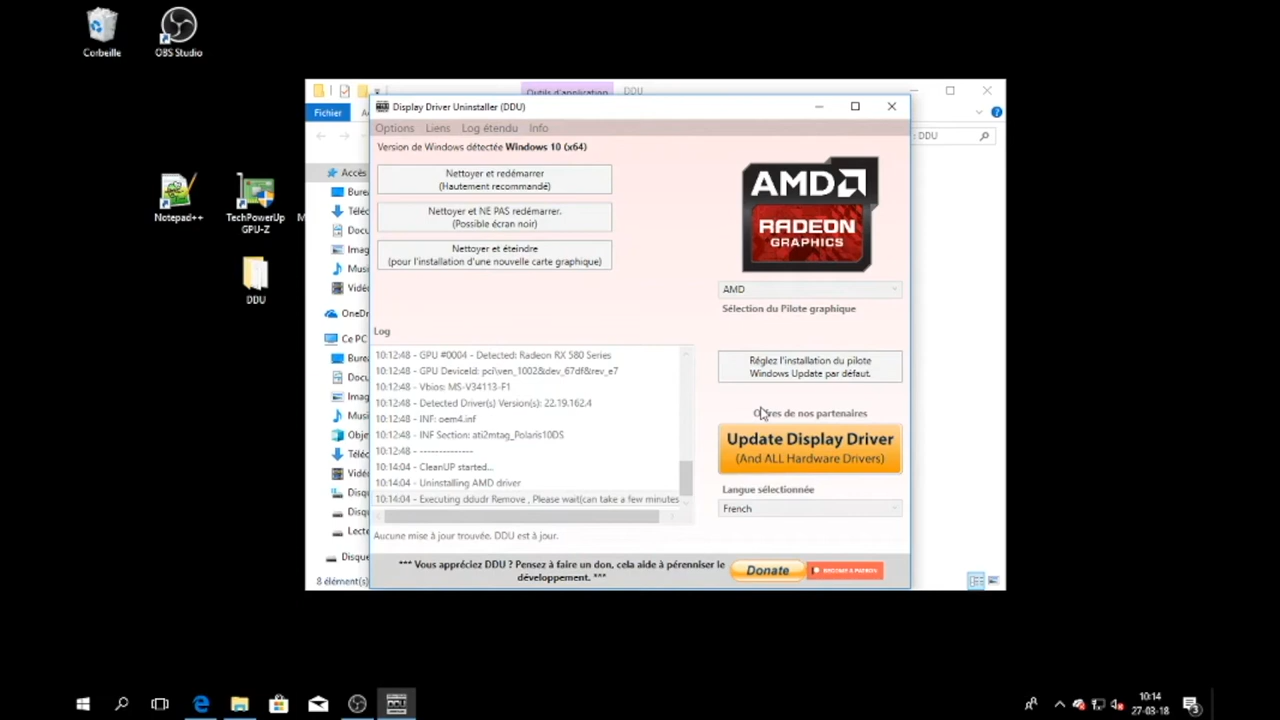 Corbeille
OBS Studio
Notepad++
TechPowerUp
GPU-Z
DDU
Outils d'application
DDU
Fichier
Accès
Bure
Téléc
Docu
Imag
Musi
Vidéo
OneDr
Ce PC
Burea
Docu
Imag
Musi
Obje
Téléc
Vidéo
Disqu
Disqu
Lecte
Disque
8 élément(s)
: DDU
Display Driver Uninstaller (DDU)
Options Liens Log étendu Info
Version de Windows détectée Windows 10 (x64)
Nettoyer et redémarrer
(Hautement recommandé)
Nettoyer et NE PAS redémarrer.
(Possible écran noir)
Nettoyer et éteindre
(pour l'installation d'une nouvelle carte graphique)
AMD
RADEON
GRAPHICS
AMD
Sélection du Pilote graphique
Log
10:12:48 - GPU #0004 - Detected: Radeon RX 580 Series
10:12:48 - GPU DeviceId: pci\ven_1002&dev_67df&rev_e7
10:12:48 - Vbios: MS-V34113-F1
10:12:48 - Detected Driver(s) Version(s): 22.19.162.4
10:12:48 - INF: oem4.inf
10:12:48 - INF Section: ati2mtag_Polaris10DS
10:12:48 - --------------
10:14:04 - CleanUP started...
10:14:04 - Uninstalling AMD driver
10:14:04 - Executing ddudr Remove , Please wait(can take a few minutes
Réglez l'installation du pilote
Windows Update par défaut.
Offres de nos partenaires
Update Display Driver
(And ALL Hardware Drivers)
Langue sélectionnée
French
Aucune mise à jour trouvée. DDU est à jour.
*** Vous appréciez DDU ? Pensez à faire un don, cela aide à pérenniser le
développement. ***
Donate
BECOME A PATRON
10:14
27-03-18
3